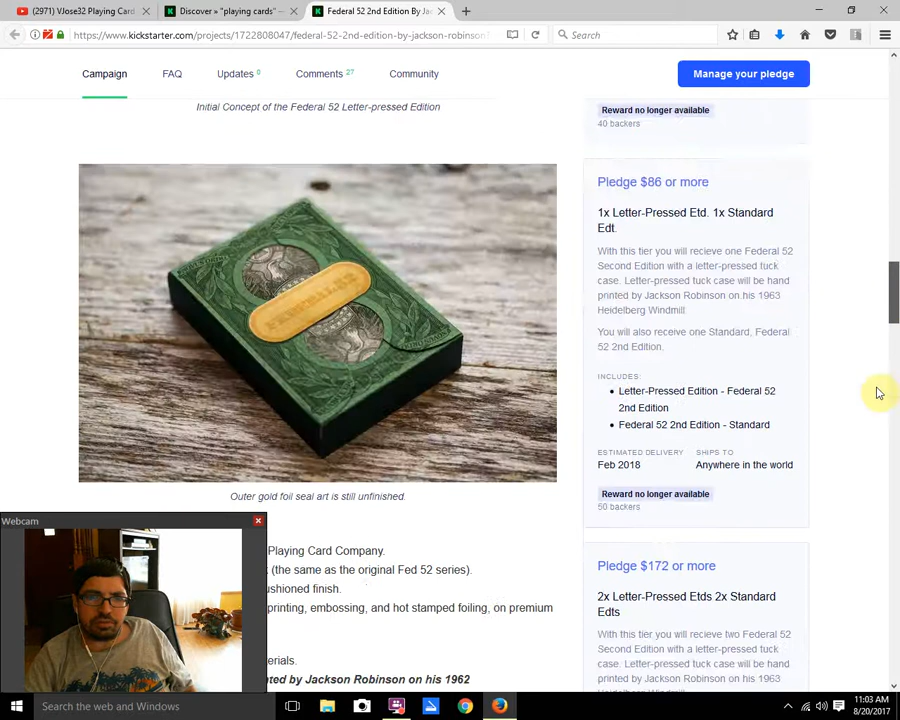 (2971) VJose32 Playing Card
Discover » "playing cards" —
Federal 52 2nd Edition By Jac
https://www.kickstarter.com/projects/1722808047/federal-52-2nd-edition-by-jackson-robinson
Search
Campaign
FAQ
Updates 0
Comments 27
Community
Manage your pledge
Initial Concept of the Federal 52 Letter-pressed Edition
Outer gold foil seal art is still unfinished.
Playing Card Company.
(the same as the original Fed 52 series).
ushioned finish.
printing, embossing, and hot stamped foiling, on premium
erials.
nted by Jackson Robinson on his 1962
Reward no longer available
40 backers
Pledge $86 or more
1x Letter-Pressed Etd. 1x Standard
Edt.
With this tier you will recieve one Federal 52
Second Edition with a letter-pressed tuck
case. Letter-pressed tuck case will be hand
printed by Jackson Robinson on his 1963
Heidelberg Windmill
You will also receive one Standard, Federal
52 2nd Edition.
INCLUDES:
• Letter-Pressed Edition - Federal 52
2nd Edition
• Federal 52 2nd Edition - Standard
ESTIMATED DELIVERY
SHIPS TO
Feb 2018
Anywhere in the world
Reward no longer available
50 backers
Pledge $172 or more
2x Letter-Pressed Etds 2x Standard
Edts
With this tier you will recieve two Federal 52
Second Edition with a letter-pressed tuck
case. Letter-pressed tuck case will be hand
printed by Jackson Robinson on his 1963
Webcam
Search the web and Windows
11:03 AM
8/20/2017